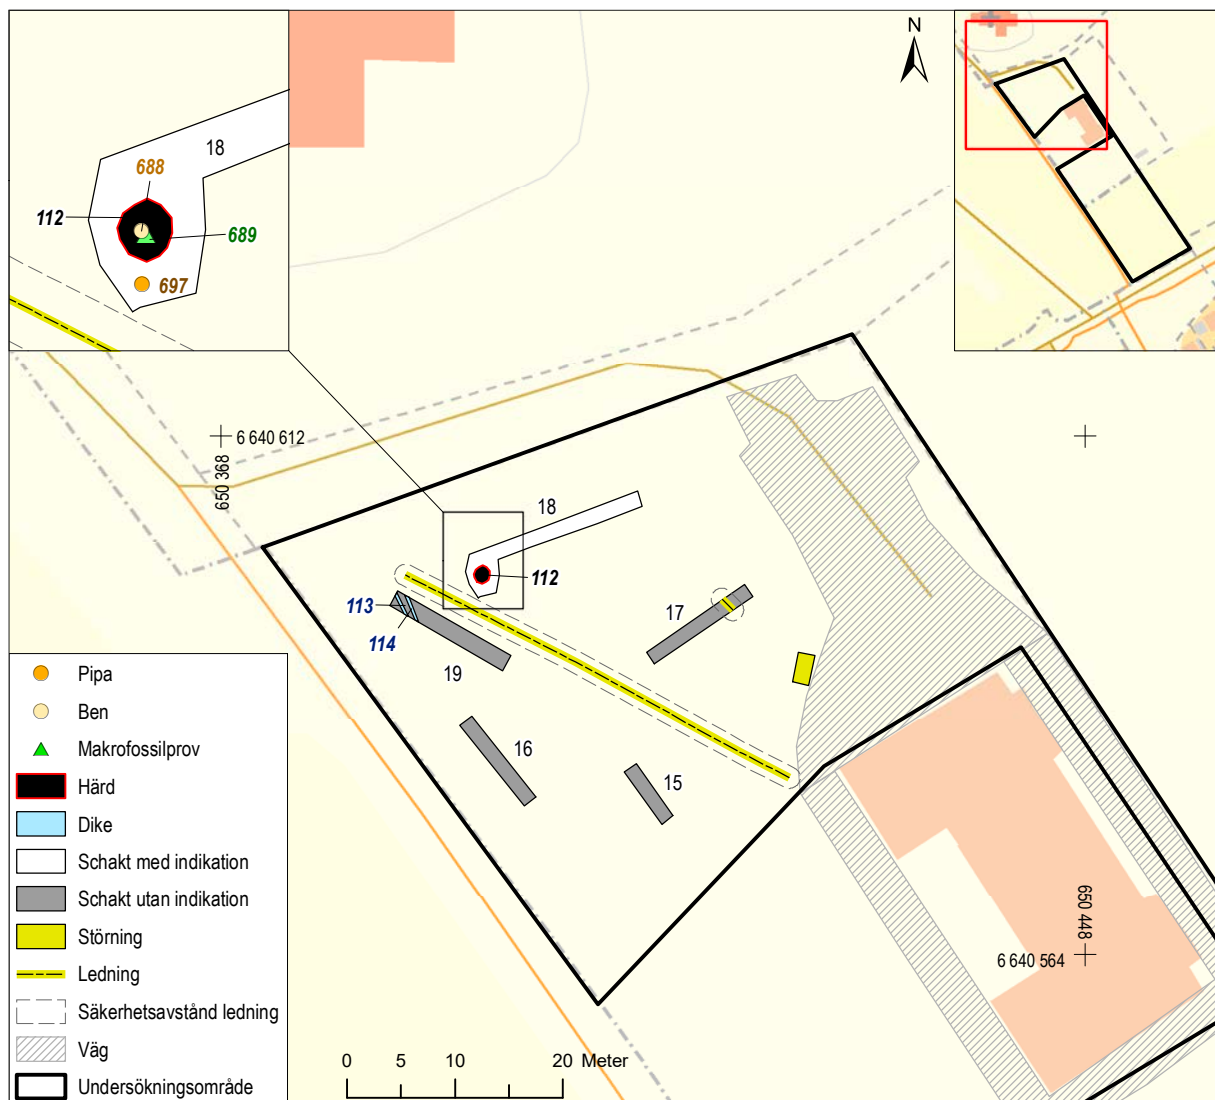 18
688
112
689
697
N
6 640 612
650 368
18
112
113
114
17
19
16
15
650 448
6 640 564
Pipa
Ben
Makrofossilprov
Härd
Dike
Schakt med indikation
Schakt utan indikation
Störning
Ledning
Säkerhetsavstånd ledning
Väg
Undersökningsområde
0 5 10 20 Meter